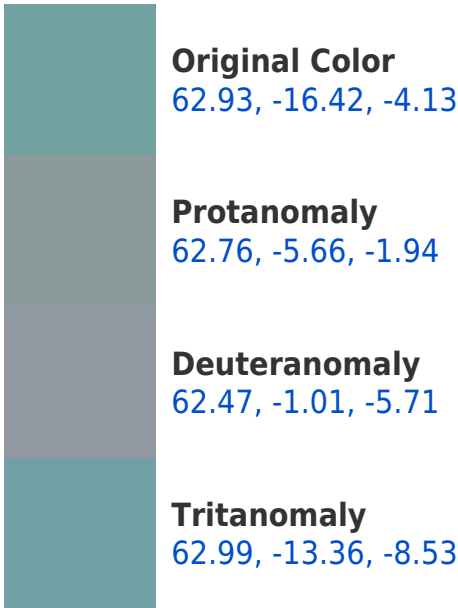 Original Color
62.93, -16.42, -4.13
Protanomaly
62.76, -5.66, -1.94
Deuteranomaly
62.47, -1.01, -5.71
Tritanomaly
62.99, -13.36, -8.53